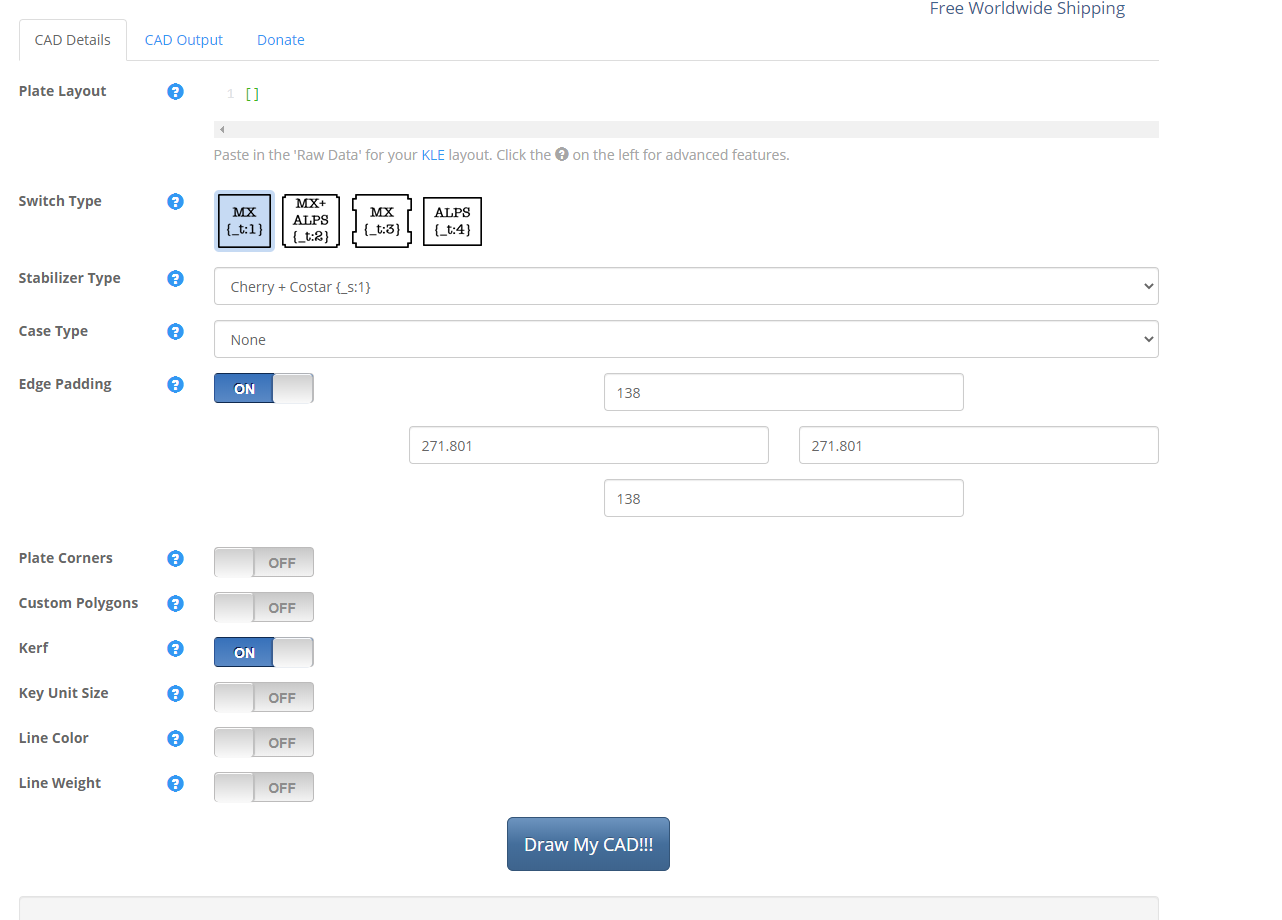 Free Worldwide Shipping
CAD Details CAD Output Donate
Plate Layout ? 1 []
Paste in the 'Raw Data' for your KLE layout. Click the ? on the left for advanced features.
Switch Type ? MX {_t:1} MX+ ALPS {_t:2} MX {_t:3} ALPS {_t:4}
Stabilizer Type ? Cherry + Costar {_s:1}
Case Type ? None
Edge Padding ? ON 138
271.801 271.801
138
Plate Corners ? OFF
Custom Polygons ? OFF
Kerf ? ON
Key Unit Size ? OFF
Line Color ? OFF
Line Weight ? OFF
Draw My CAD!!!